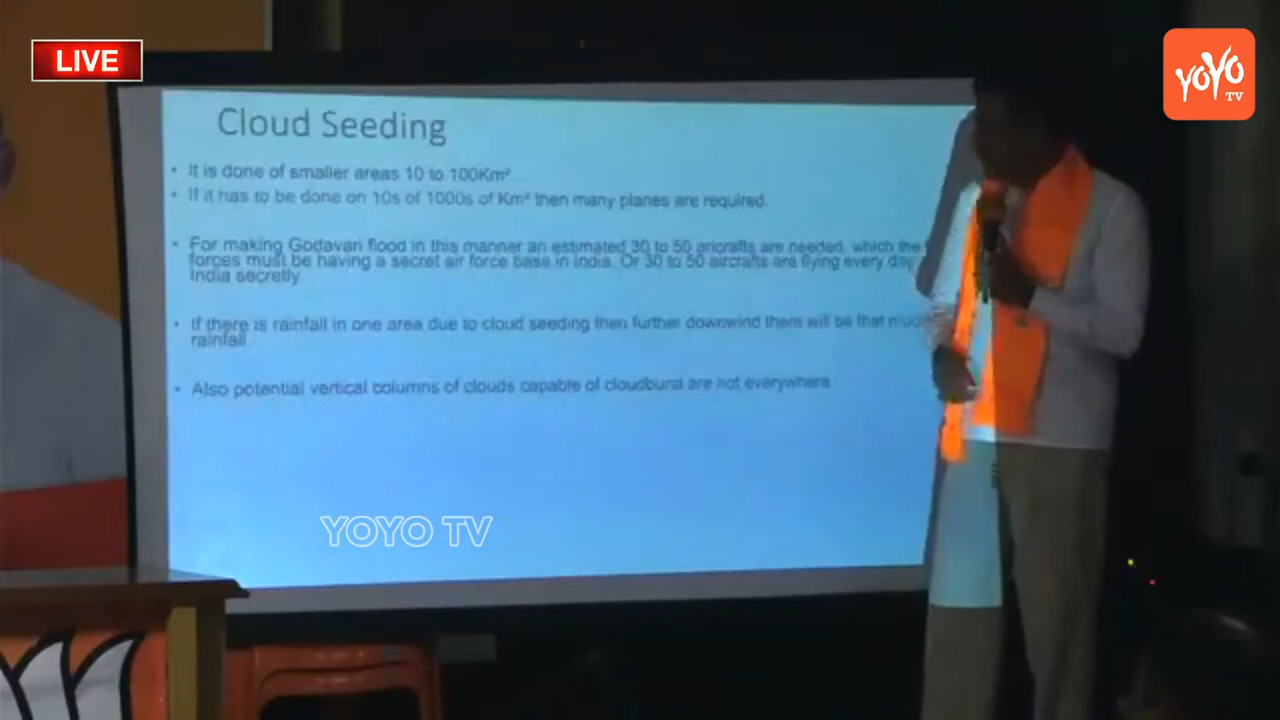 LIVE
YOYO
TV
Cloud Seeding
• It is done of smaller areas 10 to 100Km²
• If it has to be done on 10s of 1000s of Km² then many planes are required.
• For making Godavari flood in this manner an estimated 30 to 50 aricrafts are needed, which the
forces must be having a secret air force base in India. Or 30 to 50 aircrafts are flying every day
India secretly
• If there is rainfall in one area due to cloud seeding then further downwind there will be that
rainfall
• Also potential vertical columns of clouds capable of cloudburst are not everywhere
YOYO TV